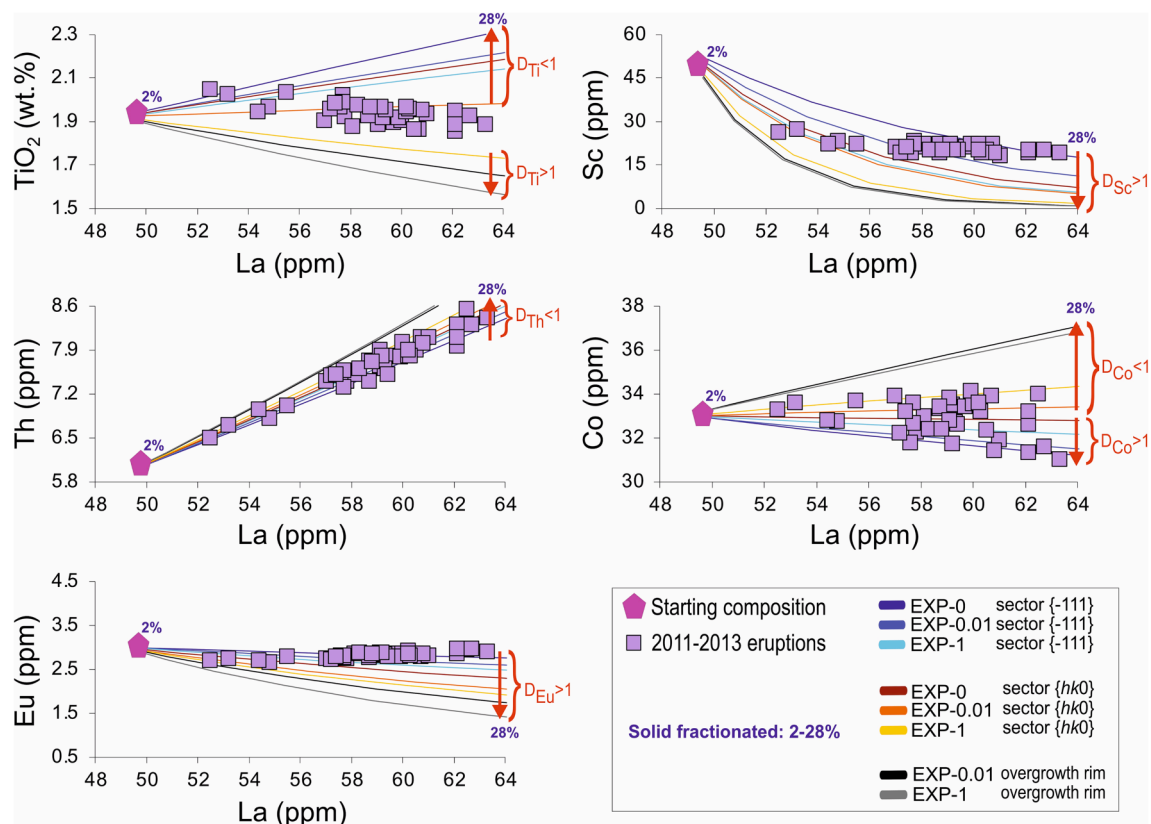 2.3
2.1
1.9
1.7
1.5
TiO2 (wt.%)
2%
28%
DTi<1
DTi>1
48 50 52 54 56 58 60 62 64
La (ppm)
60
45
30
15
0
Sc (ppm)
2%
28%
DSc>1
48 50 52 54 56 58 60 62 64
La (ppm)
8.6
7.9
7.2
6.5
5.8
Th (ppm)
2%
28%
DTh<1
48 50 52 54 56 58 60 62 64
La (ppm)
38
36
34
32
30
Co (ppm)
2%
28%
DCo<1
DCo>1
48 50 52 54 56 58 60 62 64
La (ppm)
4.5
3.5
2.5
1.5
0.5
Eu (ppm)
2%
28%
DEu>1
48 50 52 54 56 58 60 62 64
La (ppm)
Starting composition
2011-2013 eruptions
Solid fractionated: 2-28%
EXP-0 sector {-111}
EXP-0.01 sector {-111}
EXP-1 sector {-111}
EXP-0 sector {hk0}
EXP-0.01 sector {hk0}
EXP-1 sector {hk0}
EXP-0.01 overgrowth rim
EXP-1 overgrowth rim